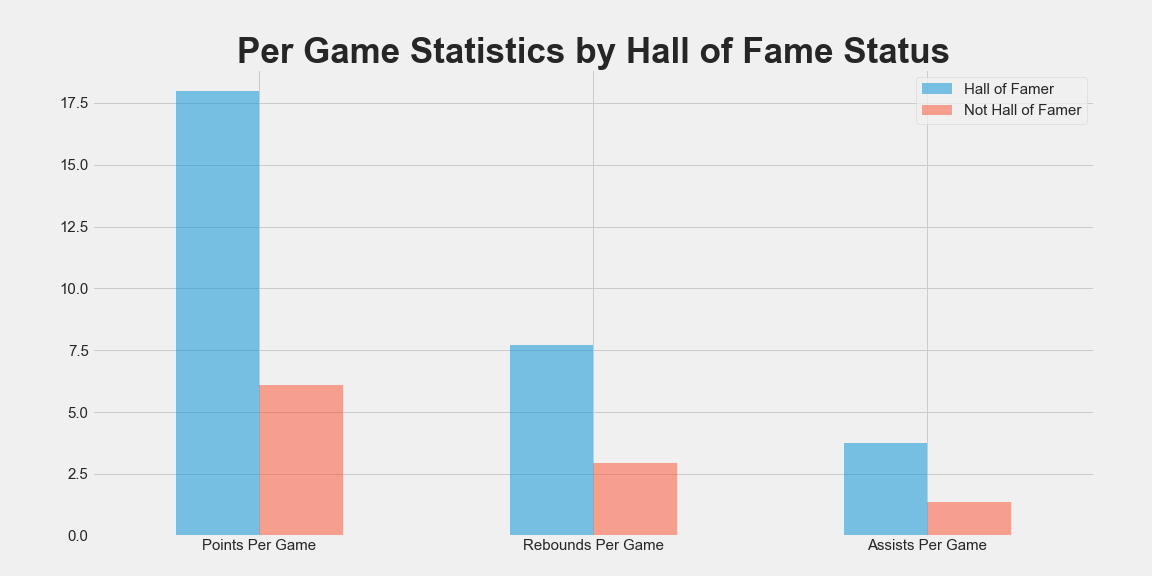 Per Game Statistics by Hall of Fame Status
Hall of Famer
Not Hall of Famer
17.5
15.0
12.5
10.0
7.5
5.0
2.5
0.0
Points Per Game
Rebounds Per Game
Assists Per Game